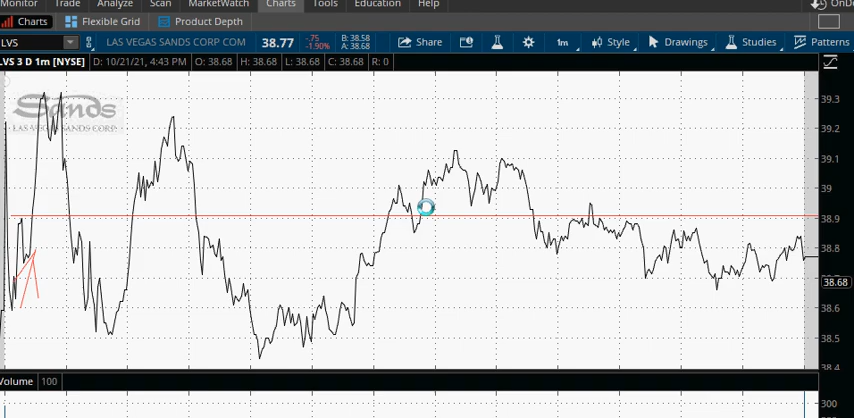 Monitor Trade Analyze Scan MarketWatch Charts Tools Education Help
OnDe
Charts Flexible Grid Product Depth
LVS LAS VEGAS SANDS CORP COM 38.77 -.75 -1.90% B: 38.58 A: 38.68 Share 1m Style Drawings Studies Patterns
LVS 3 D 1m [NYSE] D: 10/21/21, 4:43 PM O: 38.68 H: 38.68 L: 38.68 C: 38.68 R: 0
Sands
LAS VEGAS SANDS CORP.
39.3
39.2
39.1
39
38.9
38.8
38.68
38.6
38.5
38.4
Volume 100
300
200